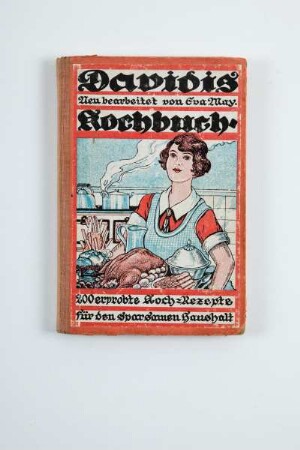 Davidis
Neu bearbeitet von Eva May.
Kochbuch.
200 erprobte Koch-Rezepte
für den sparsamen Haushalt